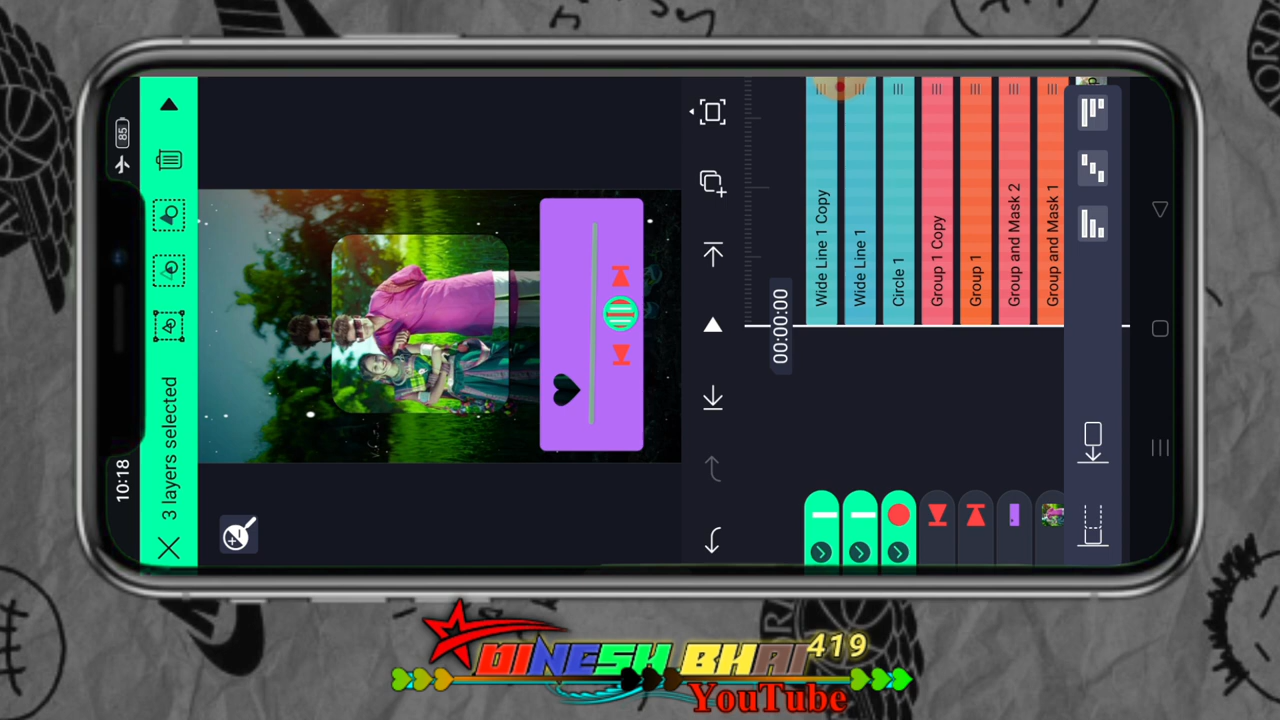 10:18
85
3 layers selected
00:00:00
Wide Line 1 Copy
Wide Line 1
Circle 1
Group 1 Copy
Group 1
Group and Mask 2
Group and Mask 1
DINESH BHAI 419
YouTube